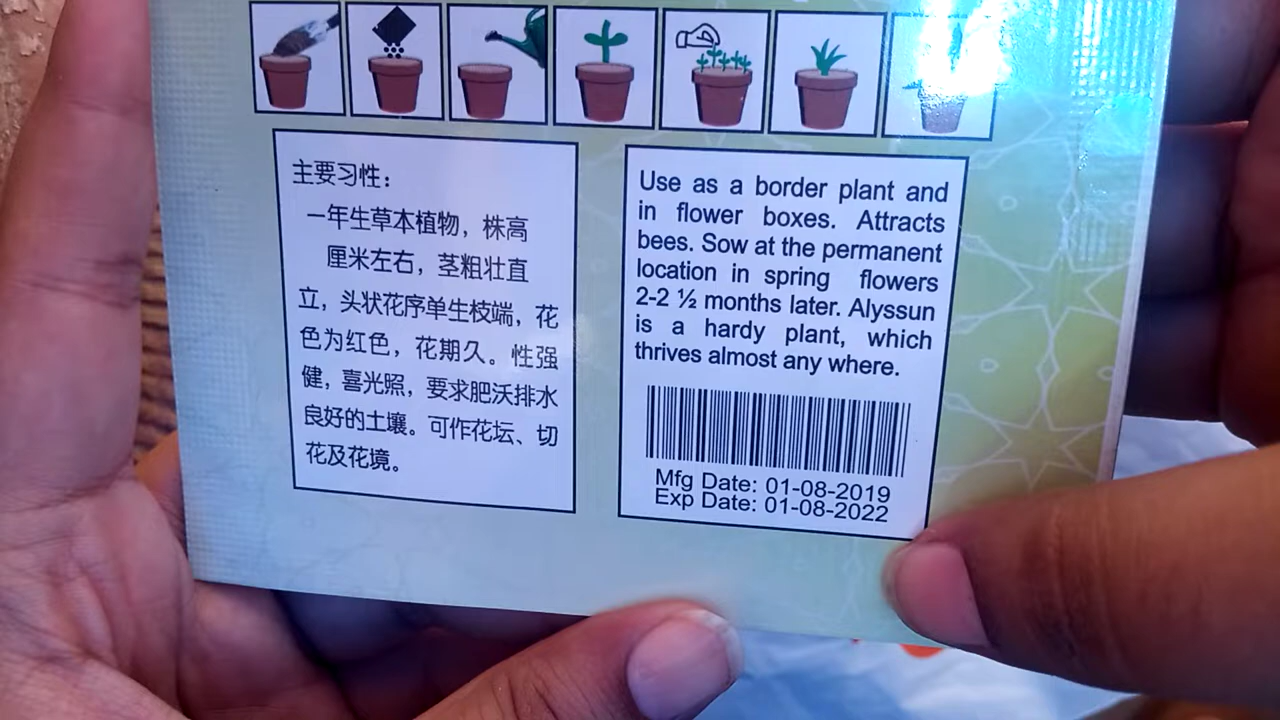 主要习性：
一年生草本植物，株高
厘米左右，茎粗壮直
立，头状花序单生枝端，花
色为红色，花期久。性强
健，喜光照，要求肥沃排水
良好的土壤。可作花坛、切
花及花境。
Use as a border plant and
in flower boxes. Attracts
bees. Sow at the permanent
location in spring flowers
2-2 ½ months later. Alyssun
is a hardy plant, which
thrives almost any where.
Mfg Date: 01-08-2019
Exp Date: 01-08-2022